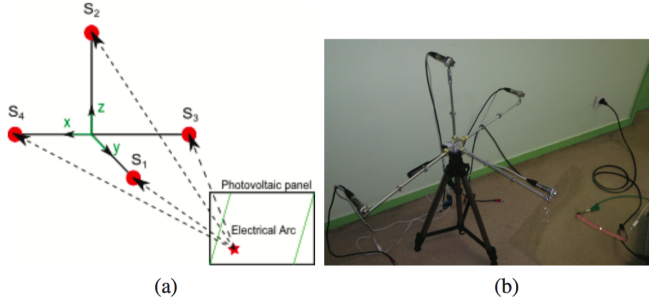 S2
S4
S3
x
z
y
S1
Photovoltaic panel
Electrical Arc
(a)
(b)